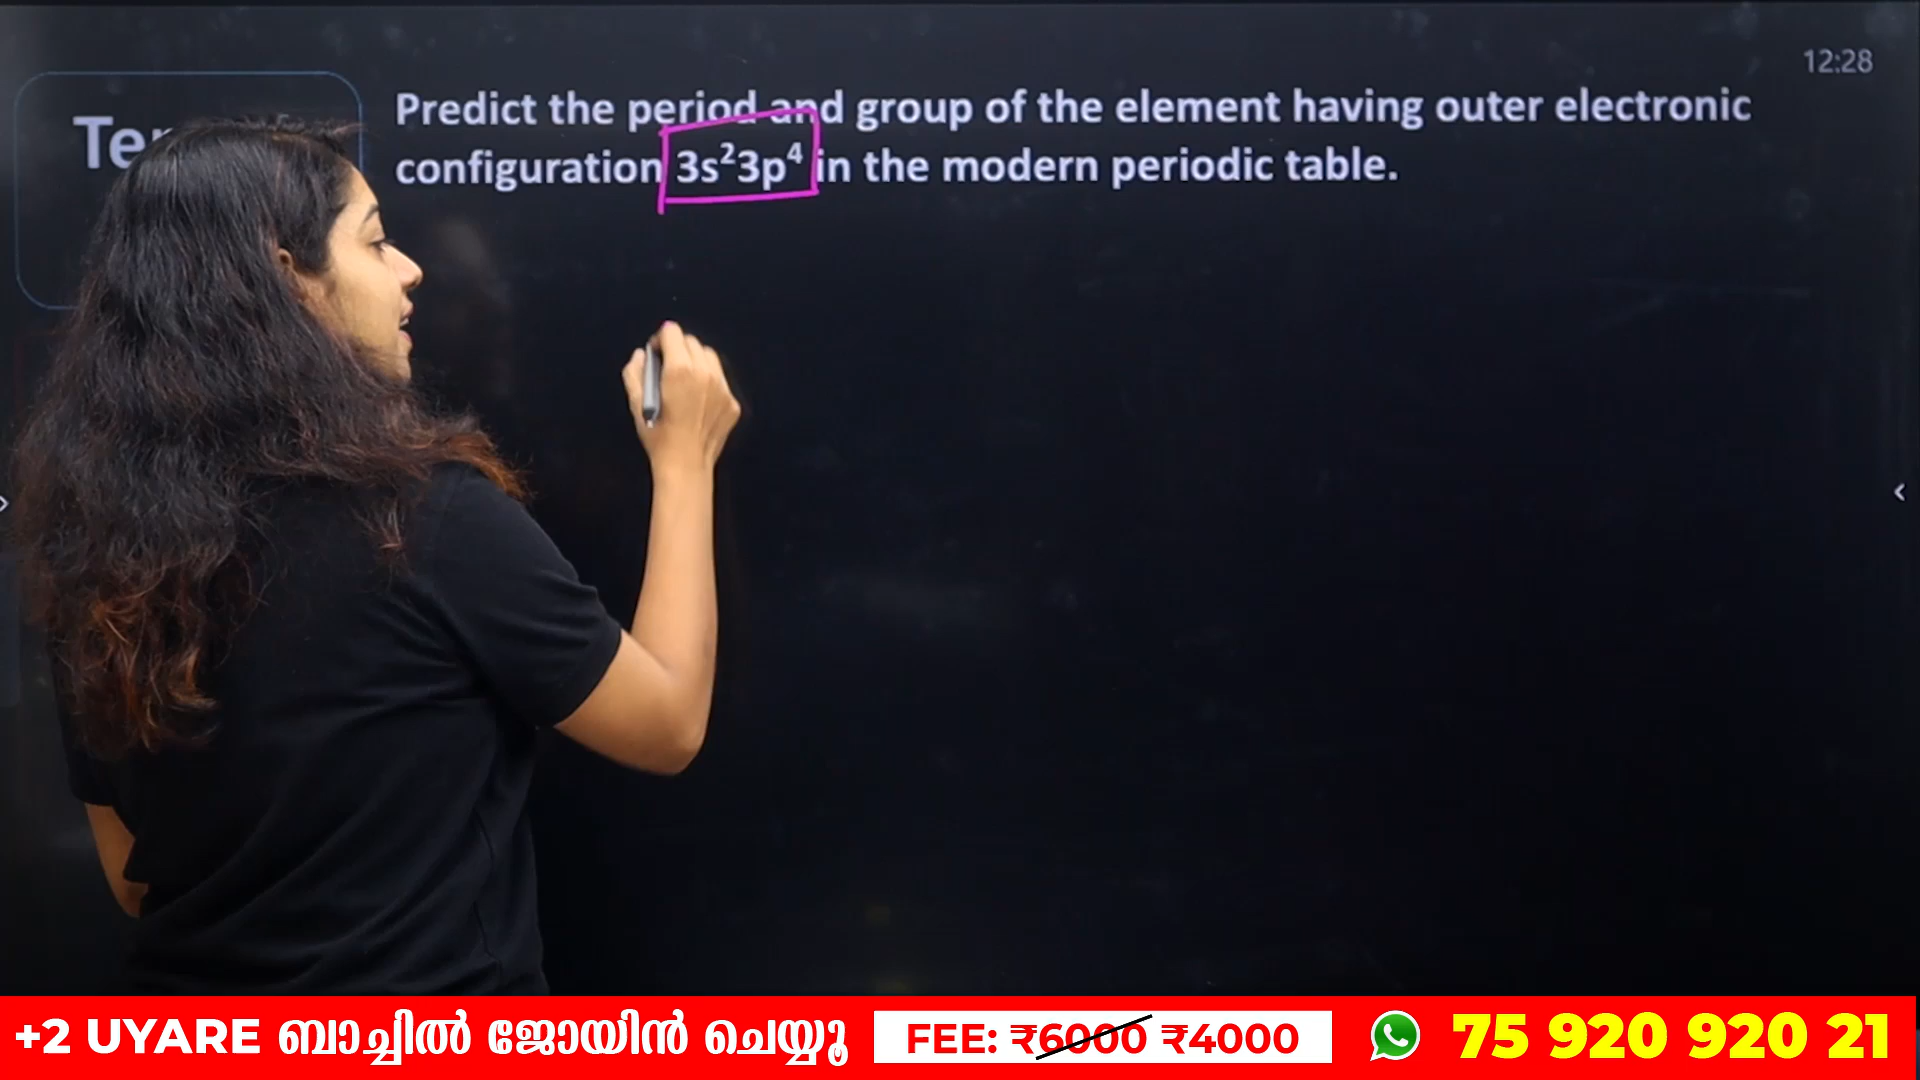 12:28
Predict the period and group of the element having outer electronic
configuration 3s²3p⁴ in the modern periodic table.
+2 UYARE ബാച്ചിൽ ജോയിൻ ചെയ്യൂ
FEE: ₹6000 ₹4000
75 920 920 21